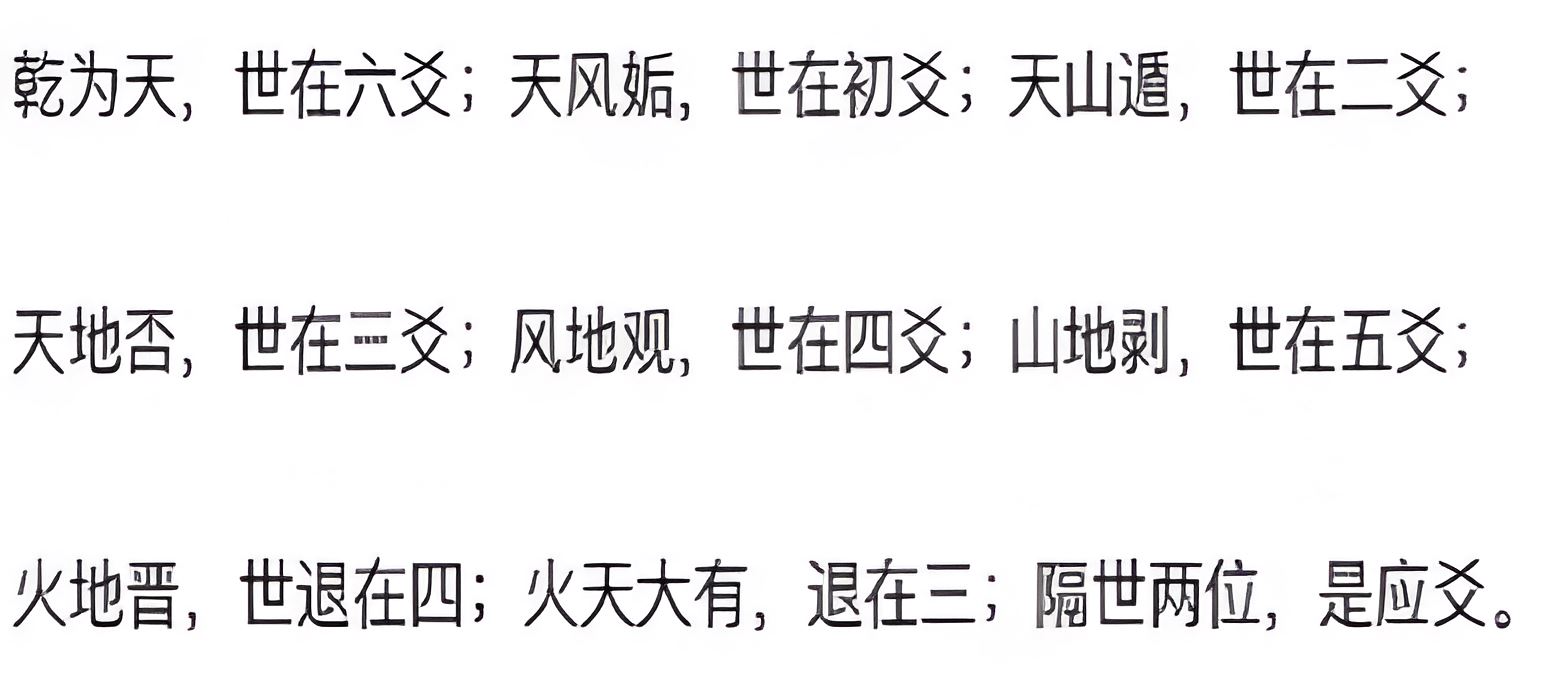 乾为天，世在六爻；天风姤，世在初爻；天山遁，世在二爻；
天地否，世在三爻；风地观，世在四爻；山地剥，世在五爻；
火地晋，世退在四；火天大有，退在三；隔世两位，是应爻。